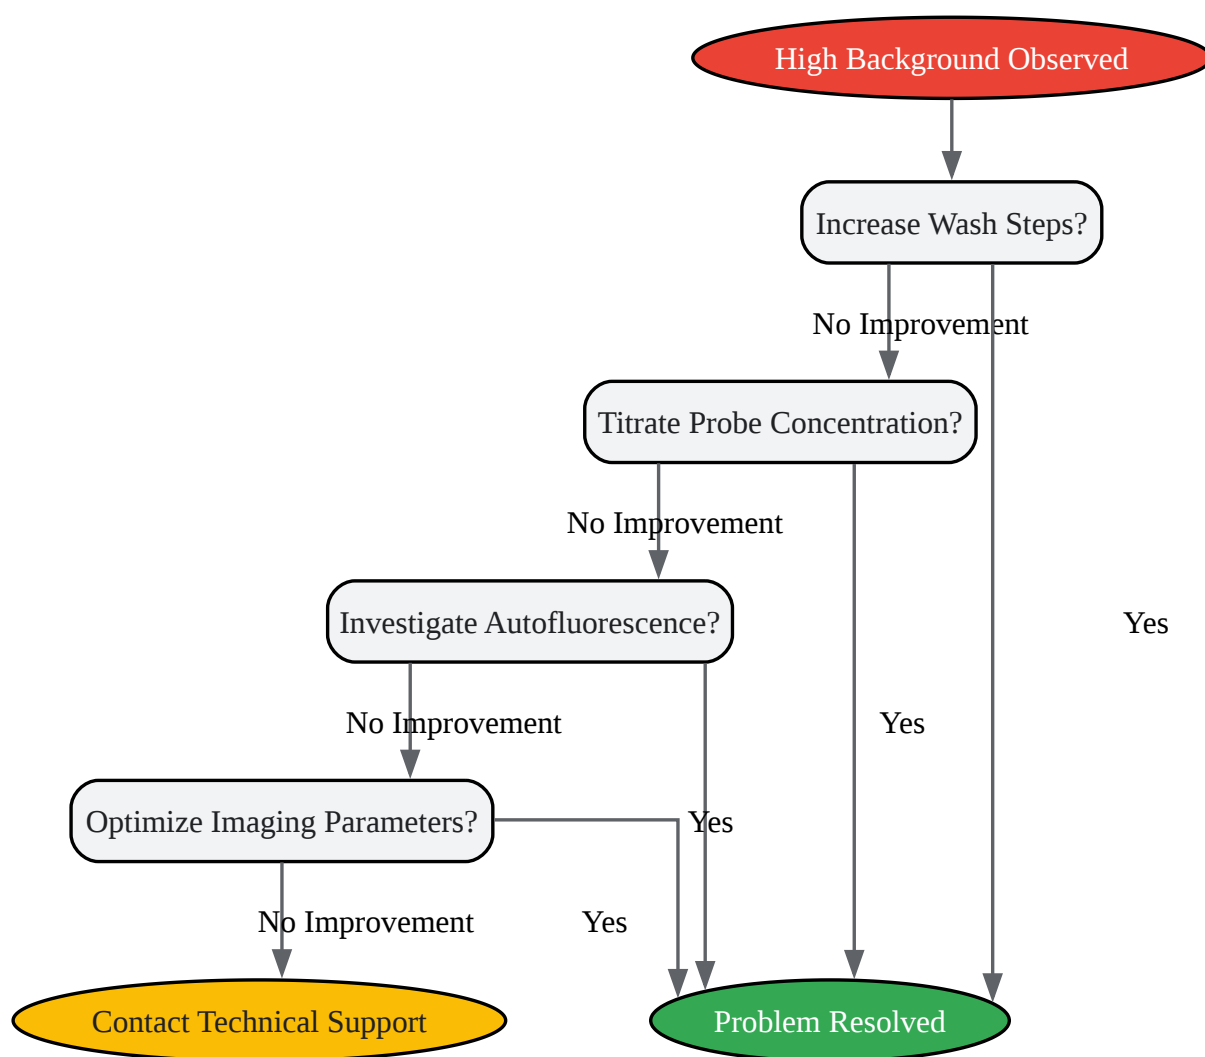 High Background Observed
Increase Wash Steps?
No Improvement
Titrate Probe Concentration?
No Improvement
Investigate Autofluorescence?
Yes
No Improvement
Yes
Optimize Imaging Parameters?
Yes
No Improvement
Yes
Contact Technical Support
Problem Resolved